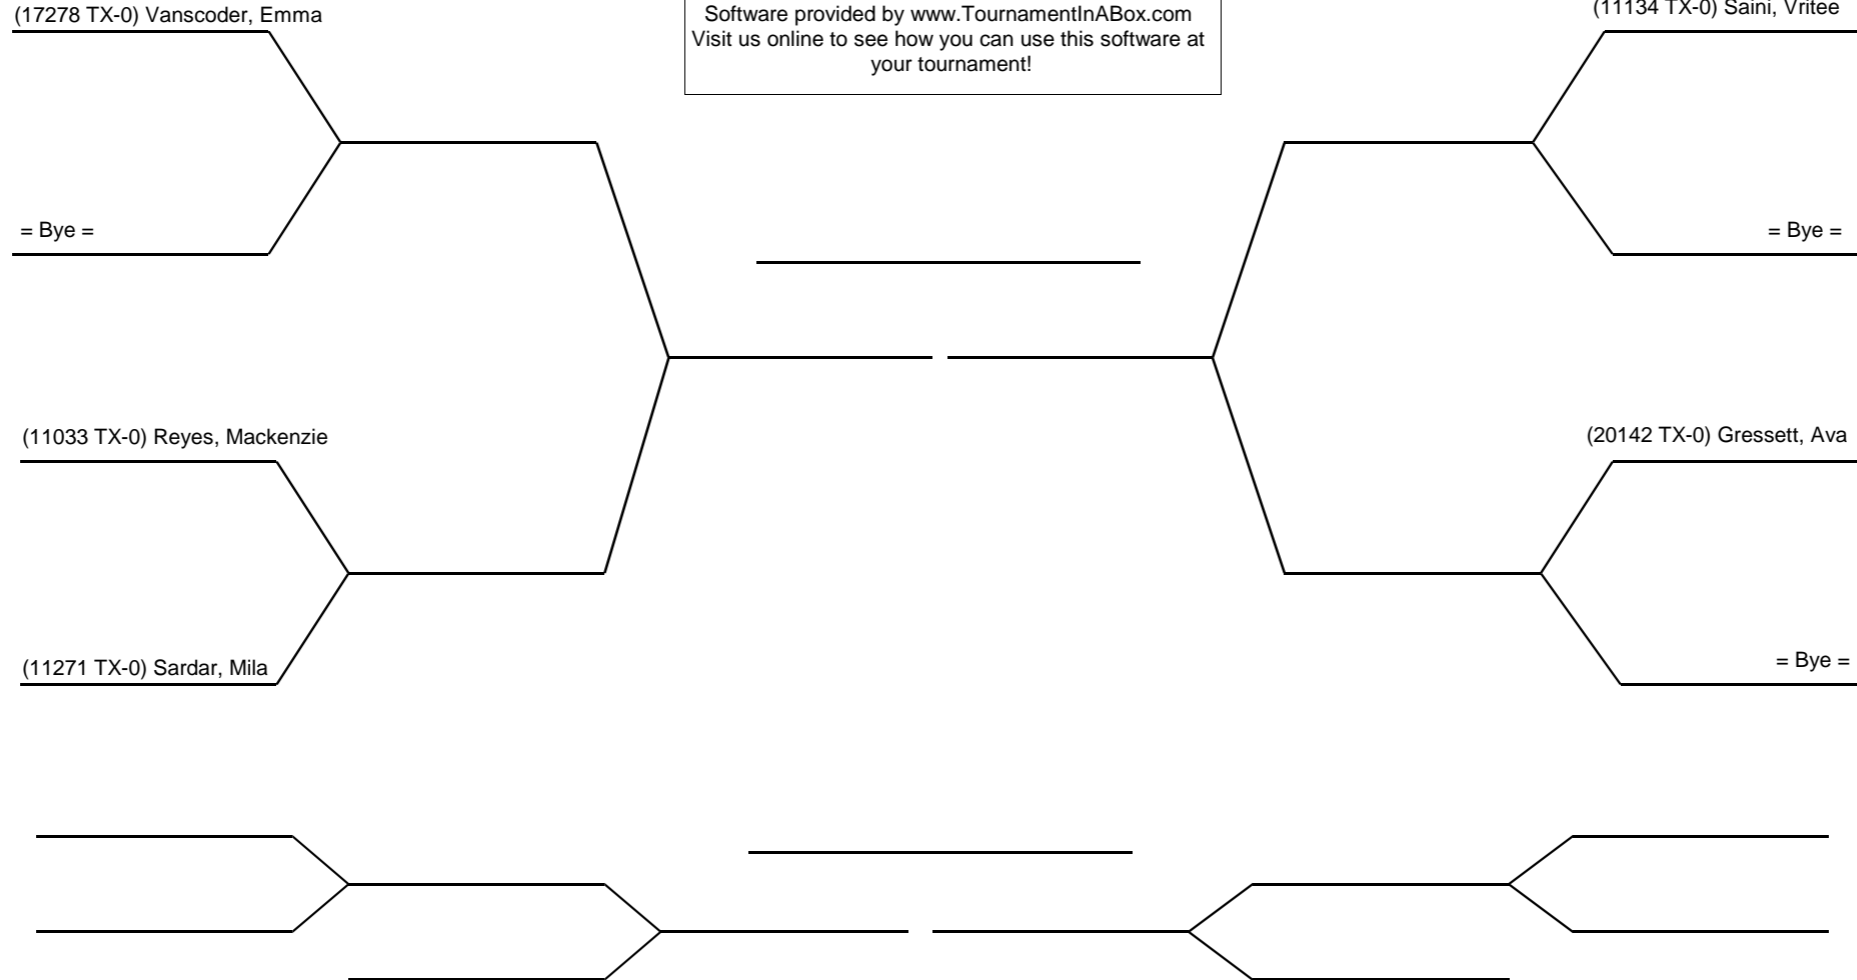 (17278 TX-0) Vanscoder, Emma
Software provided by www.TournamentInABox.com
Visit us online to see how you can use this software at
your tournament!
(11134 TX-0) Saini, Vritee
= Bye =
= Bye =
(11033 TX-0) Reyes, Mackenzie
(20142 TX-0) Gressett, Ava
(11271 TX-0) Sardar, Mila
= Bye =